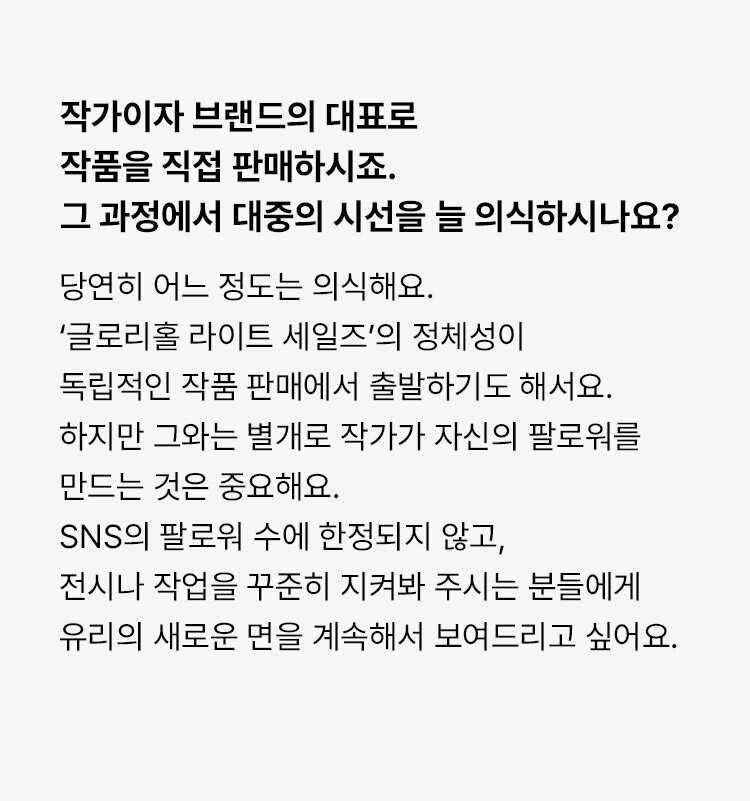 작가이자 브랜드의 대표로
작품을 직접 판매하시죠.
그 과정에서 대중의 시선을 늘 의식하시나요?
당연히 어느 정도는 의식해요.
‘글로리홀 라이트 세일즈’의 정체성이
독립적인 작품 판매에서 출발하기도 해서요.
하지만 그와는 별개로 작가가 자신의 팔로워를
만드는 것은 중요해요.
SNS의 팔로워 수에 한정되지 않고,
전시나 작업을 꾸준히 지켜봐 주시는 분들에게
유리의 새로운 면을 계속해서 보여드리고 싶어요.